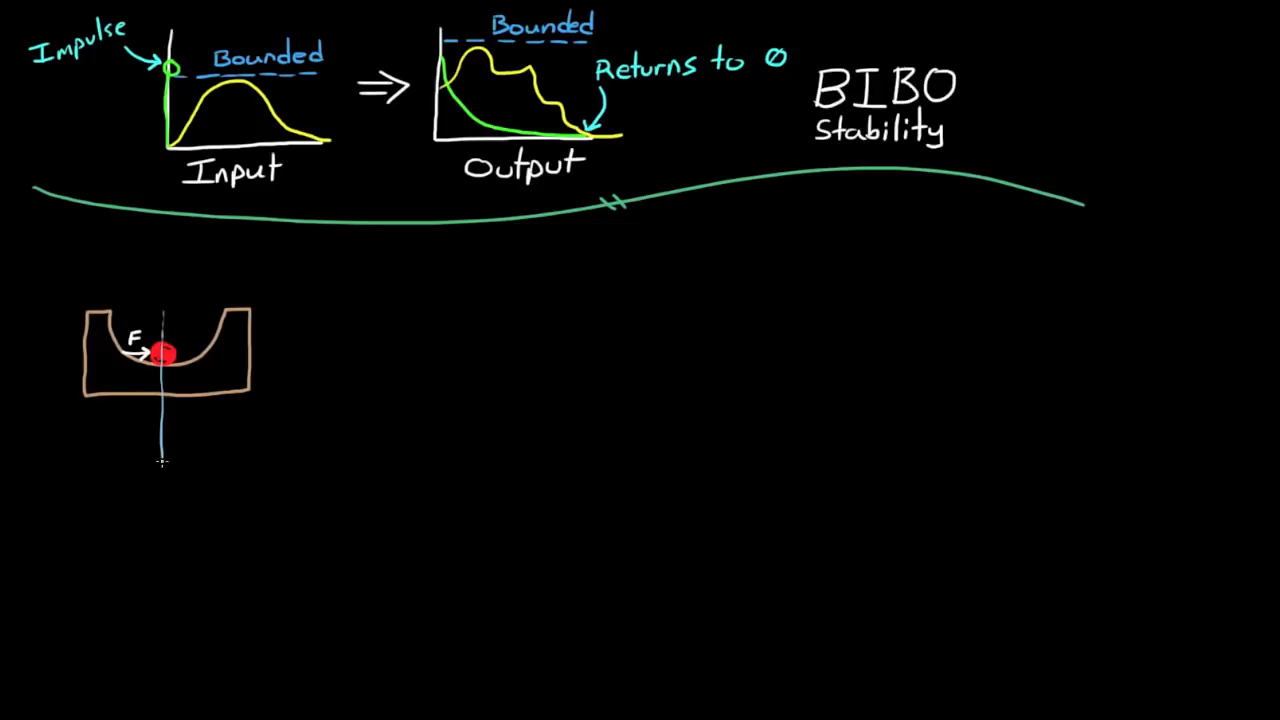 Impulse
Bounded
Input
Bounded
Returns to 0
Output
BIBO
Stability
F